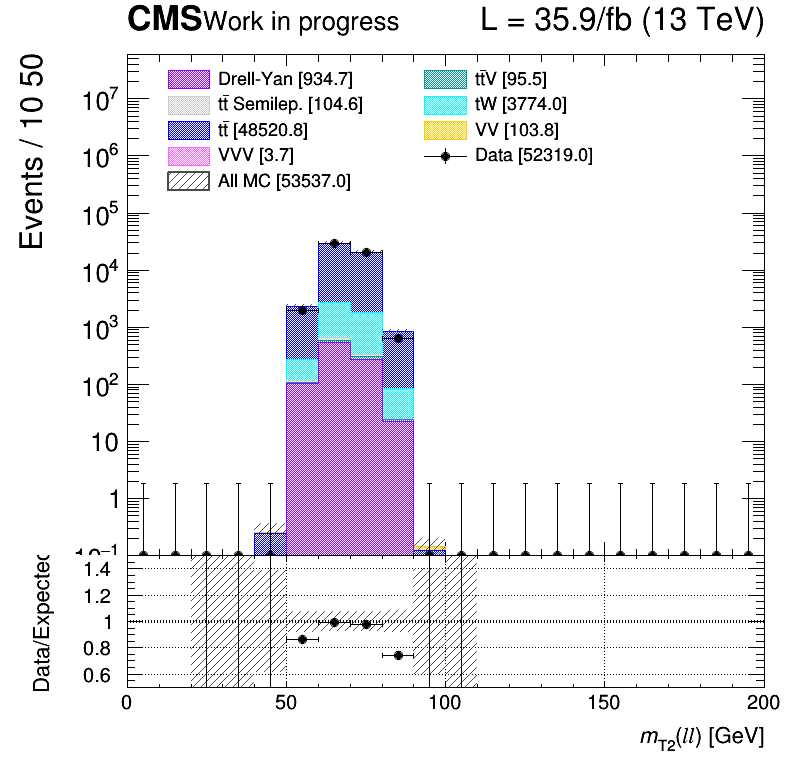 CMS Work in progress L = 35.9/fb (13 TeV)
Events / 10 50
Drell-Yan [934.7]
tt̄V [95.5]
tt̄ Semilep. [104.6]
tW [3774.0]
tt̄ [48520.8]
VV [103.8]
VVV [3.7]
Data [52319.0]
All MC [53537.0]
10⁷
10⁶
10⁵
10⁴
10³
10²
10
1
10⁻¹
Data/Expected
1.4
1.2
1
0.8
0.6
0 50 100 150 200
m_T2(ll) [GeV]